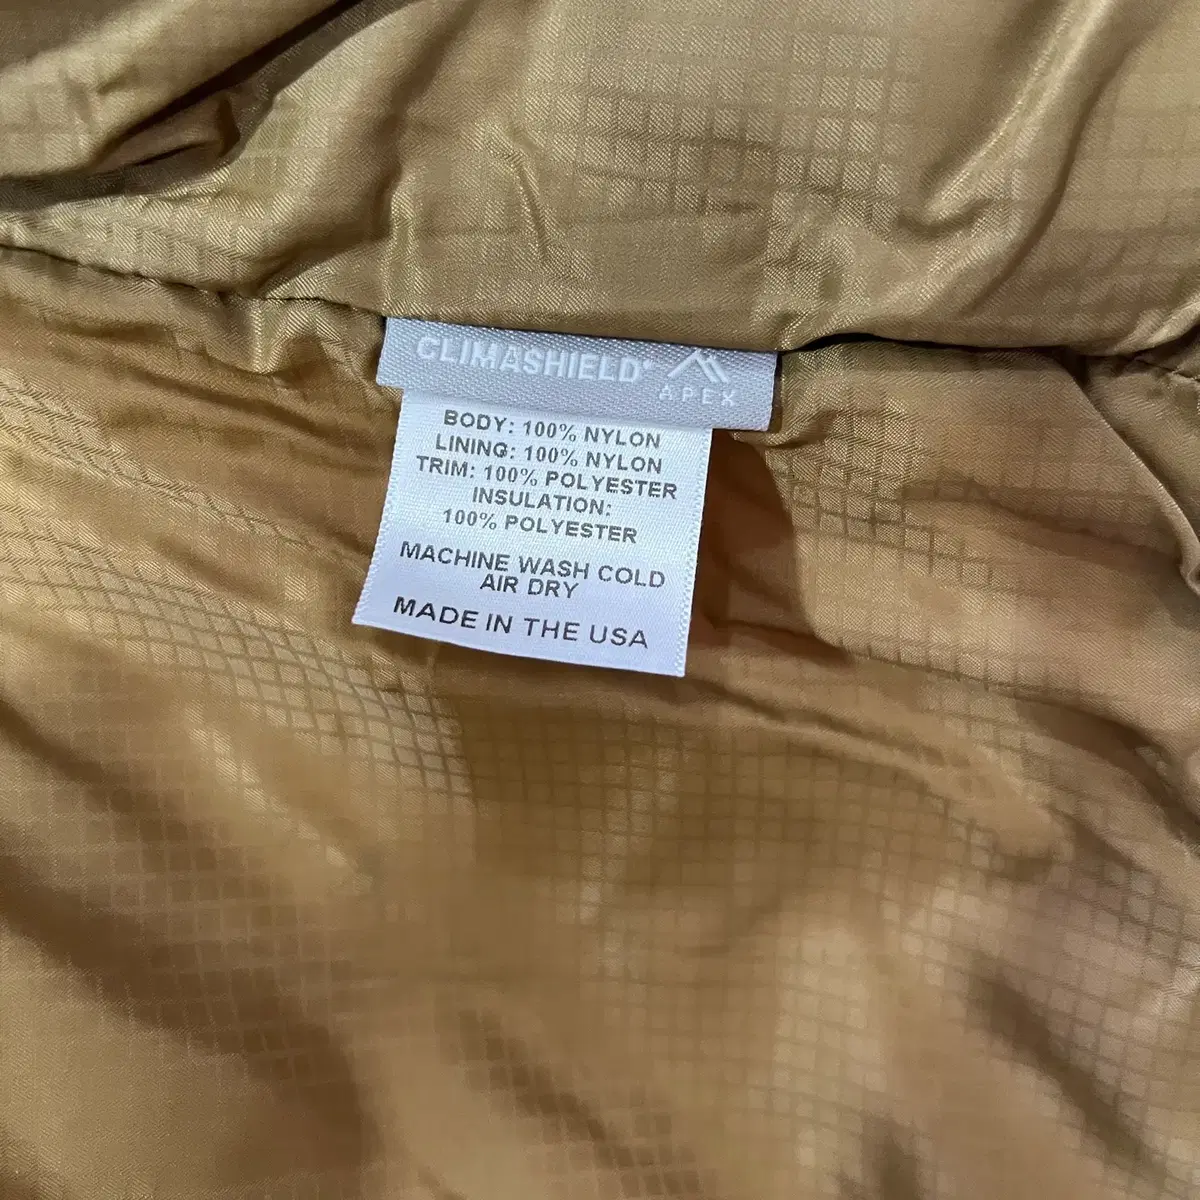 CLIMASHIELD®
APEX
BODY: 100% NYLON
LINING: 100% NYLON
TRIM: 100% POLYESTER
INSULATION:
100% POLYESTER
MACHINE WASH COLD
AIR DRY
MADE IN THE USA